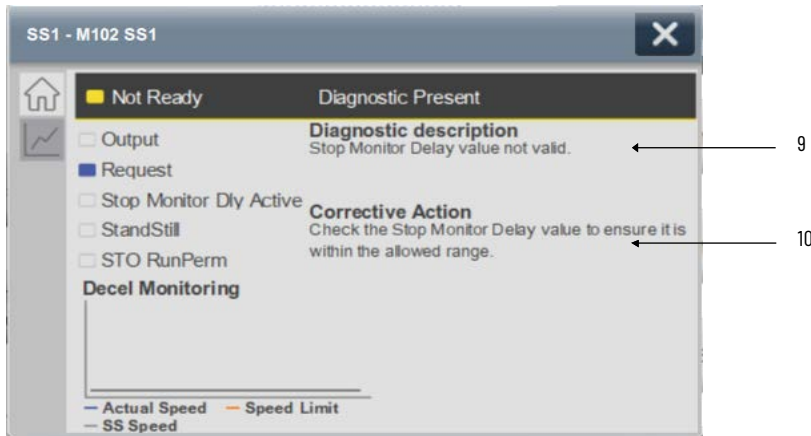 SS1 - M102 SS1
Not Ready
Diagnostic Present
Output
Request
Stop Monitor Dly Active
StandStill
STO RunPerm
Diagnostic description
Stop Monitor Delay value not valid.
9
Corrective Action
Check the Stop Monitor Delay value to ensure it is
within the allowed range.
10
Decel Monitoring
Actual Speed
Speed Limit
SS Speed